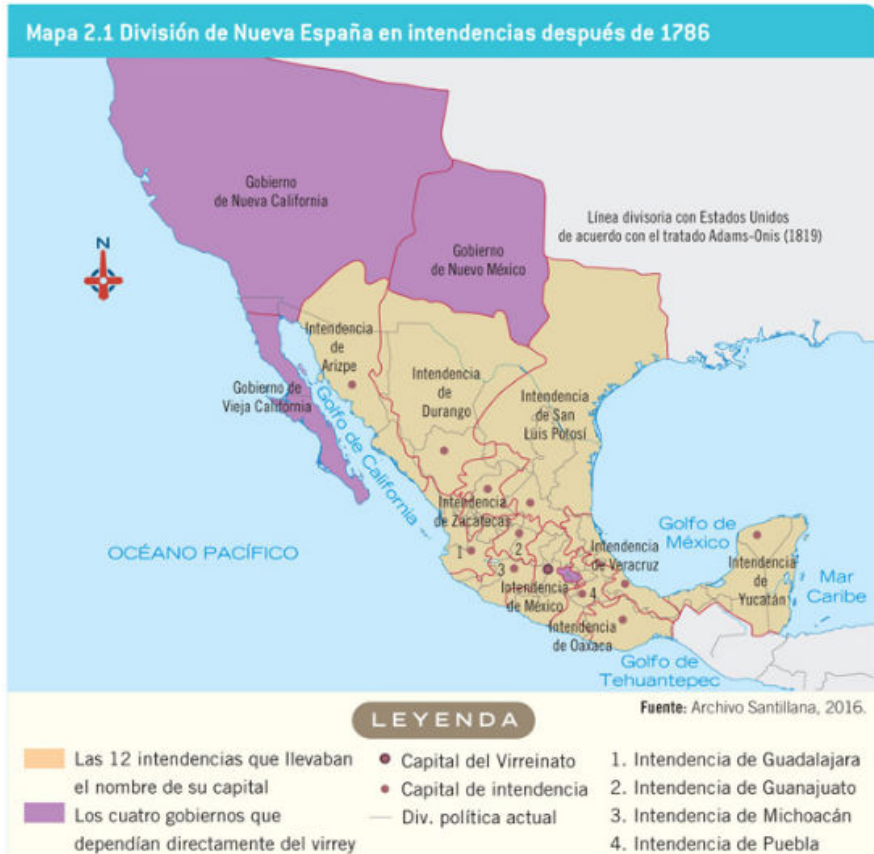 Mapa 2.1 División de Nueva España en intendencias después de 1786
Gobierno
de Nueva California
Línea divisoria con Estados Unidos
de acuerdo con el tratado Adams-Onis (1819)
N
Gobierno
de Nuevo México
Intendencia
de
Arizpe
Intendencia
de
Durango
Gobierno de
Vieja California
Golfo de California
Intendencia
de San
Luis Potosí
Intendencia
de Zacatecas
OCÉANO PACÍFICO
1
2
3
Intendencia
de México
4
Intendencia
de Veracruz
Intendencia
de Oaxaca
Golfo de
México
Intendencia
de
Yucatán
Mar
Caribe
Golfo de
Tehuantepec
Fuente: Archivo Santillana, 2016.
LEYENDA
Las 12 intendencias que llevaban
el nombre de su capital
Los cuatro gobiernos que
dependían directamente del virrey
Capital del Virreinato
Capital de intendencia
Div. política actual
1. Intendencia de Guadalajara
2. Intendencia de Guanajuato
3. Intendencia de Michoacán
4. Intendencia de Puebla